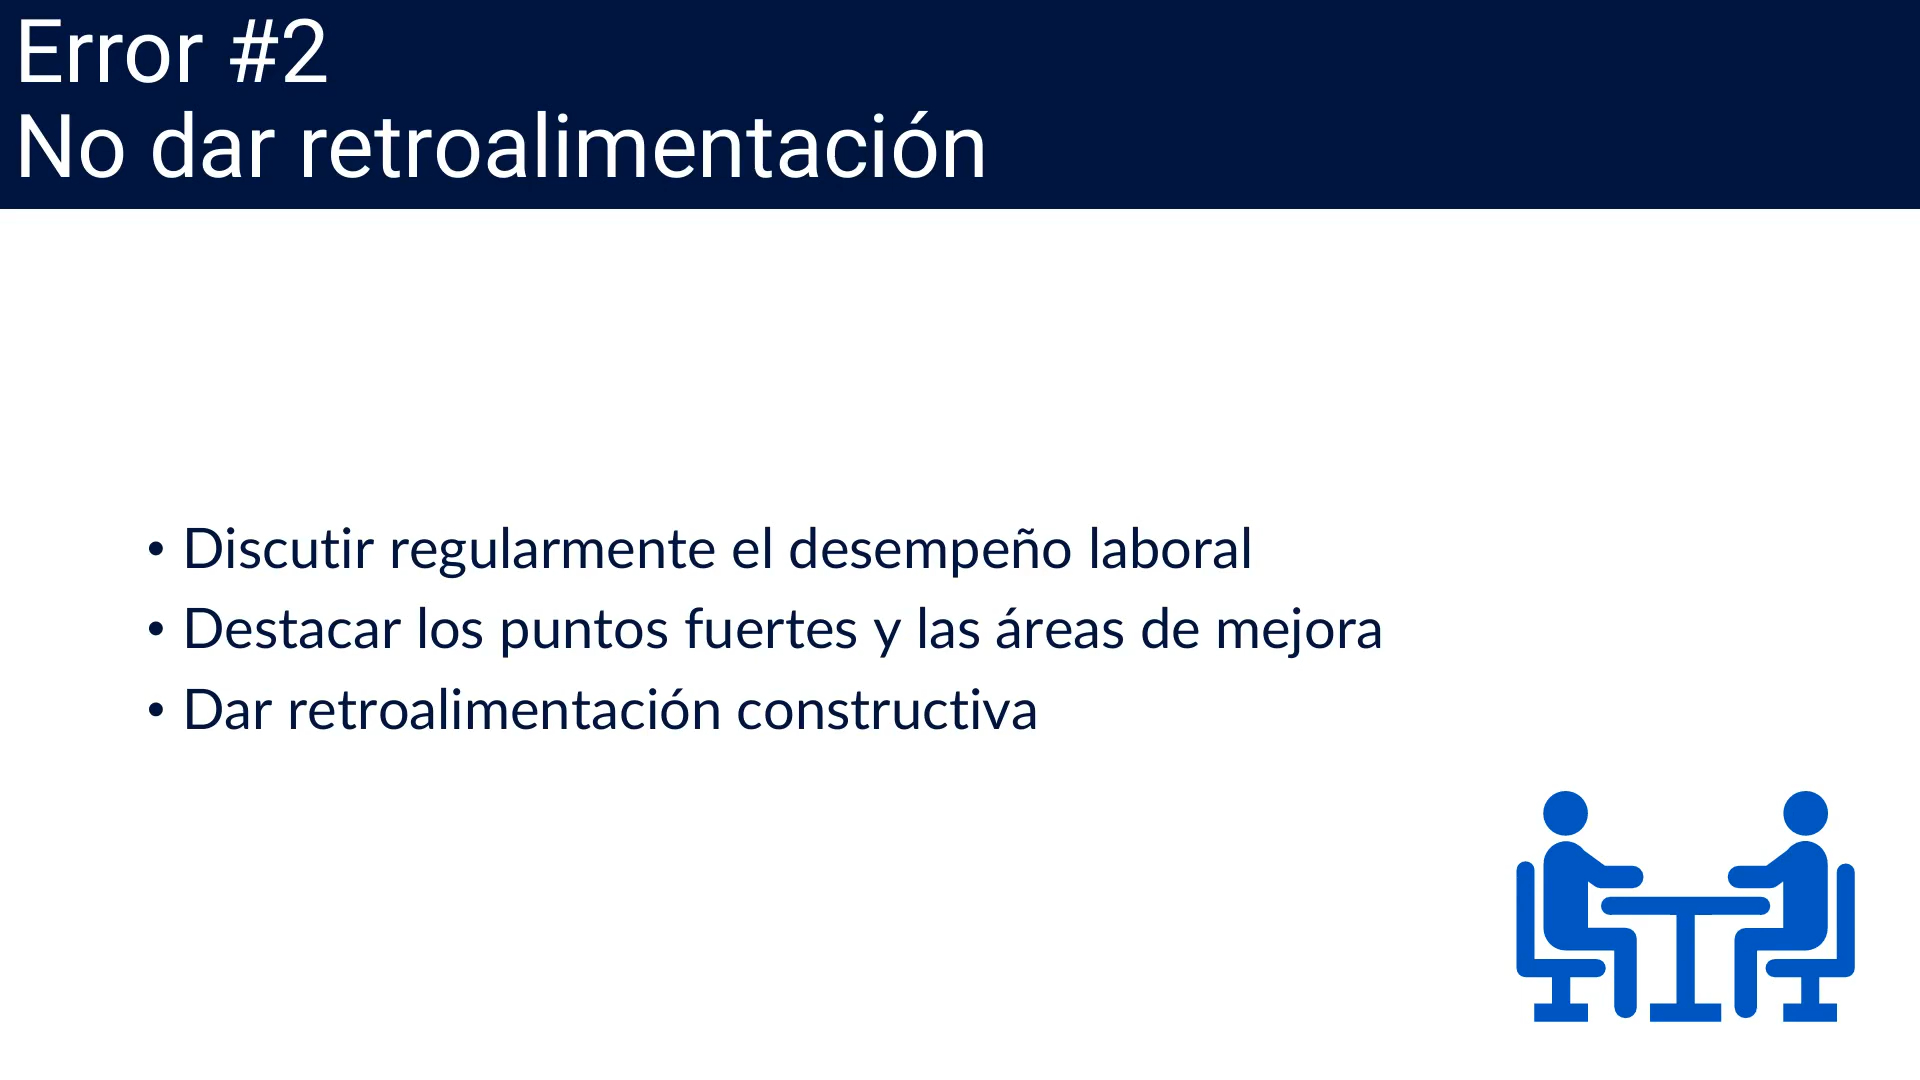 Error #2
No dar retroalimentación
• Discutir regularmente el desempeño laboral
• Destacar los puntos fuertes y las áreas de mejora
• Dar retroalimentación constructiva